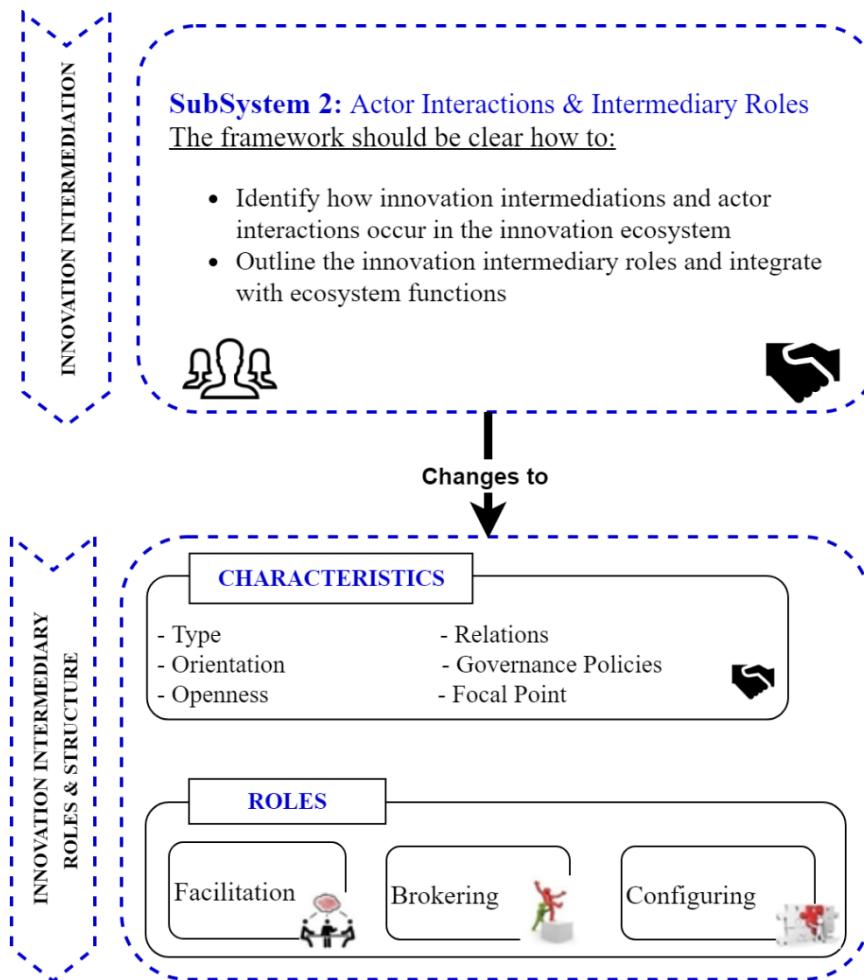 INNOVATION INTERMEDIATION
SubSystem 2: Actor Interactions & Intermediary Roles
The framework should be clear how to:
• Identify how innovation intermediations and actor
interactions occur in the innovation ecosystem
• Outline the innovation intermediary roles and integrate
with ecosystem functions
Changes to
INNOVATION INTERMEDIARY
ROLES & STRUCTURE
CHARACTERISTICS
- Type
- Orientation
- Openness
- Relations
- Governance Policies
- Focal Point
ROLES
Facilitation
Brokering
Configuring